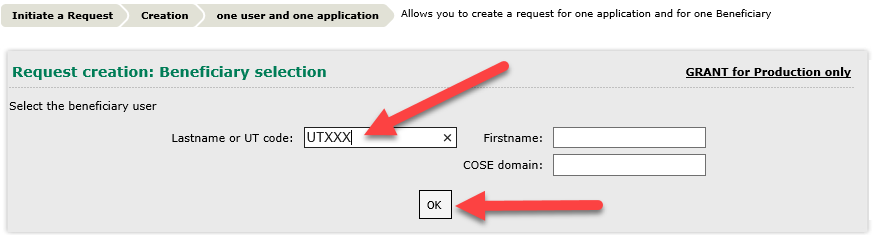 Initiate a Request Creation one user and one application Allows you to create a request for one application and for one Beneficiary
Request creation: Beneficiary selection GRANT for Production only
Select the beneficiary user
Lastname or UT code: UTXXX × Firstname:
COSE domain:
OK